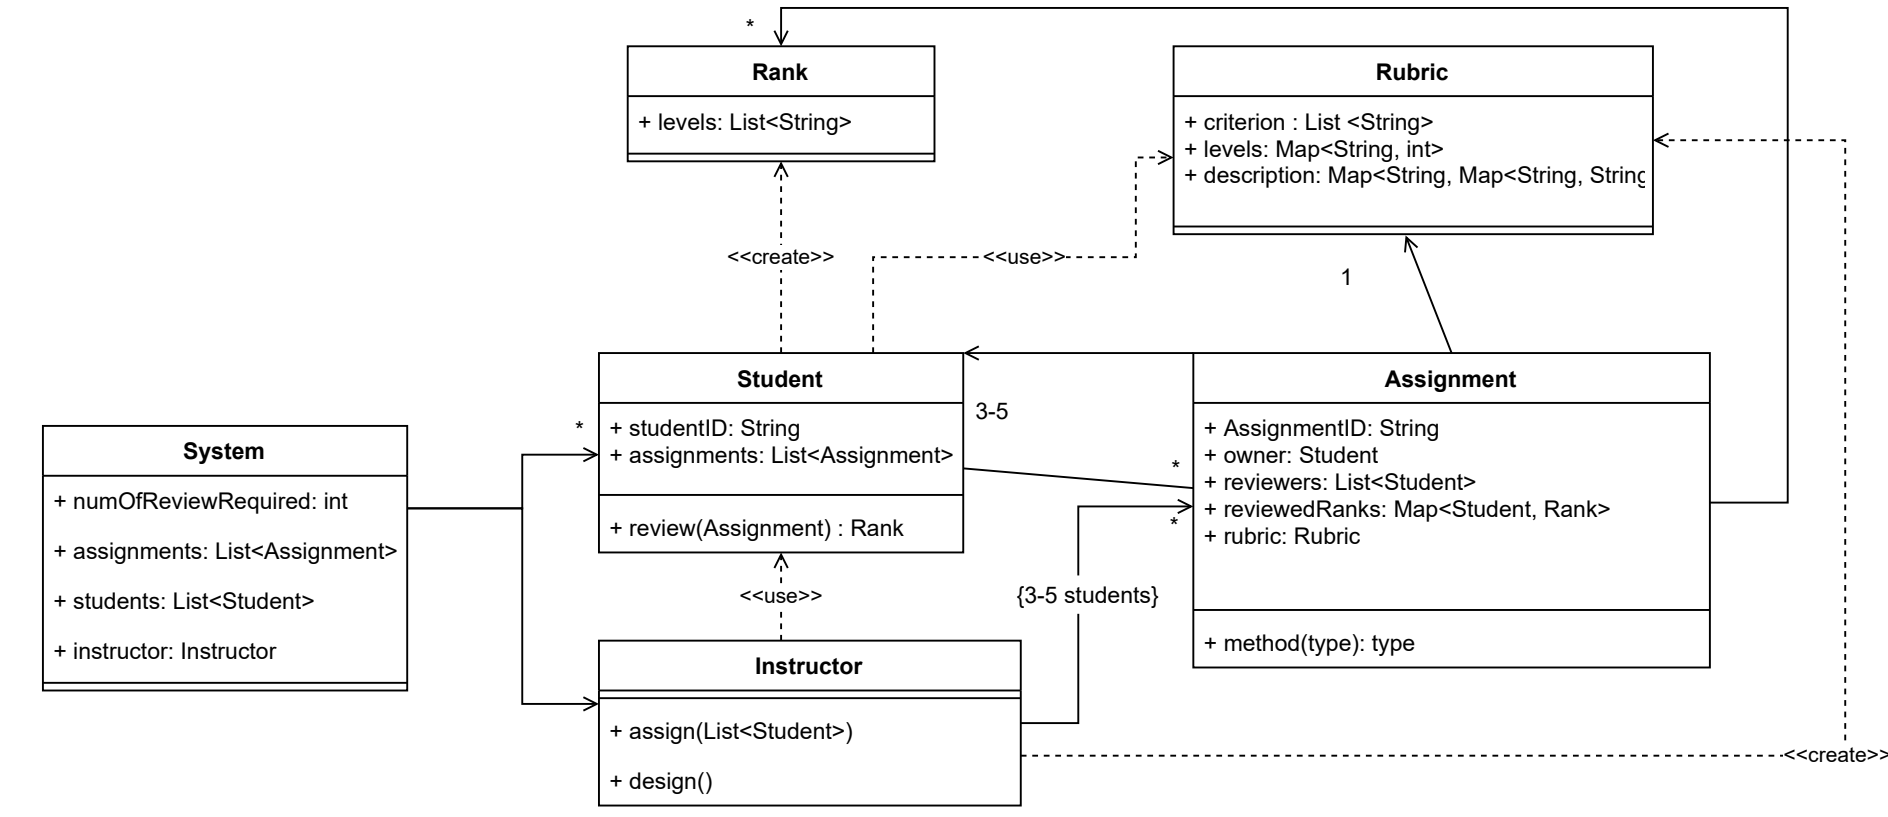 *
Rank
+ levels: List<String>
Rubric
+ criterion : List <String>
+ levels: Map<String, int>
+ description: Map<String, Map<String, String
<<create>>
<<use>>
1
Student
+ studentID: String
+ assignments: List<Assignment>
+ review(Assignment) : Rank
3-5
*
*
Assignment
+ AssignmentID: String
+ owner: Student
+ reviewers: List<Student>
+ reviewedRanks: Map<Student, Rank>
+ rubric: Rubric
+ method(type): type
*
System
+ numOfReviewRequired: int
+ assignments: List<Assignment>
+ students: List<Student>
+ instructor: Instructor
<<use>>
{3-5 students}
Instructor
+ assign(List<Student>)
+ design()
<<create>>